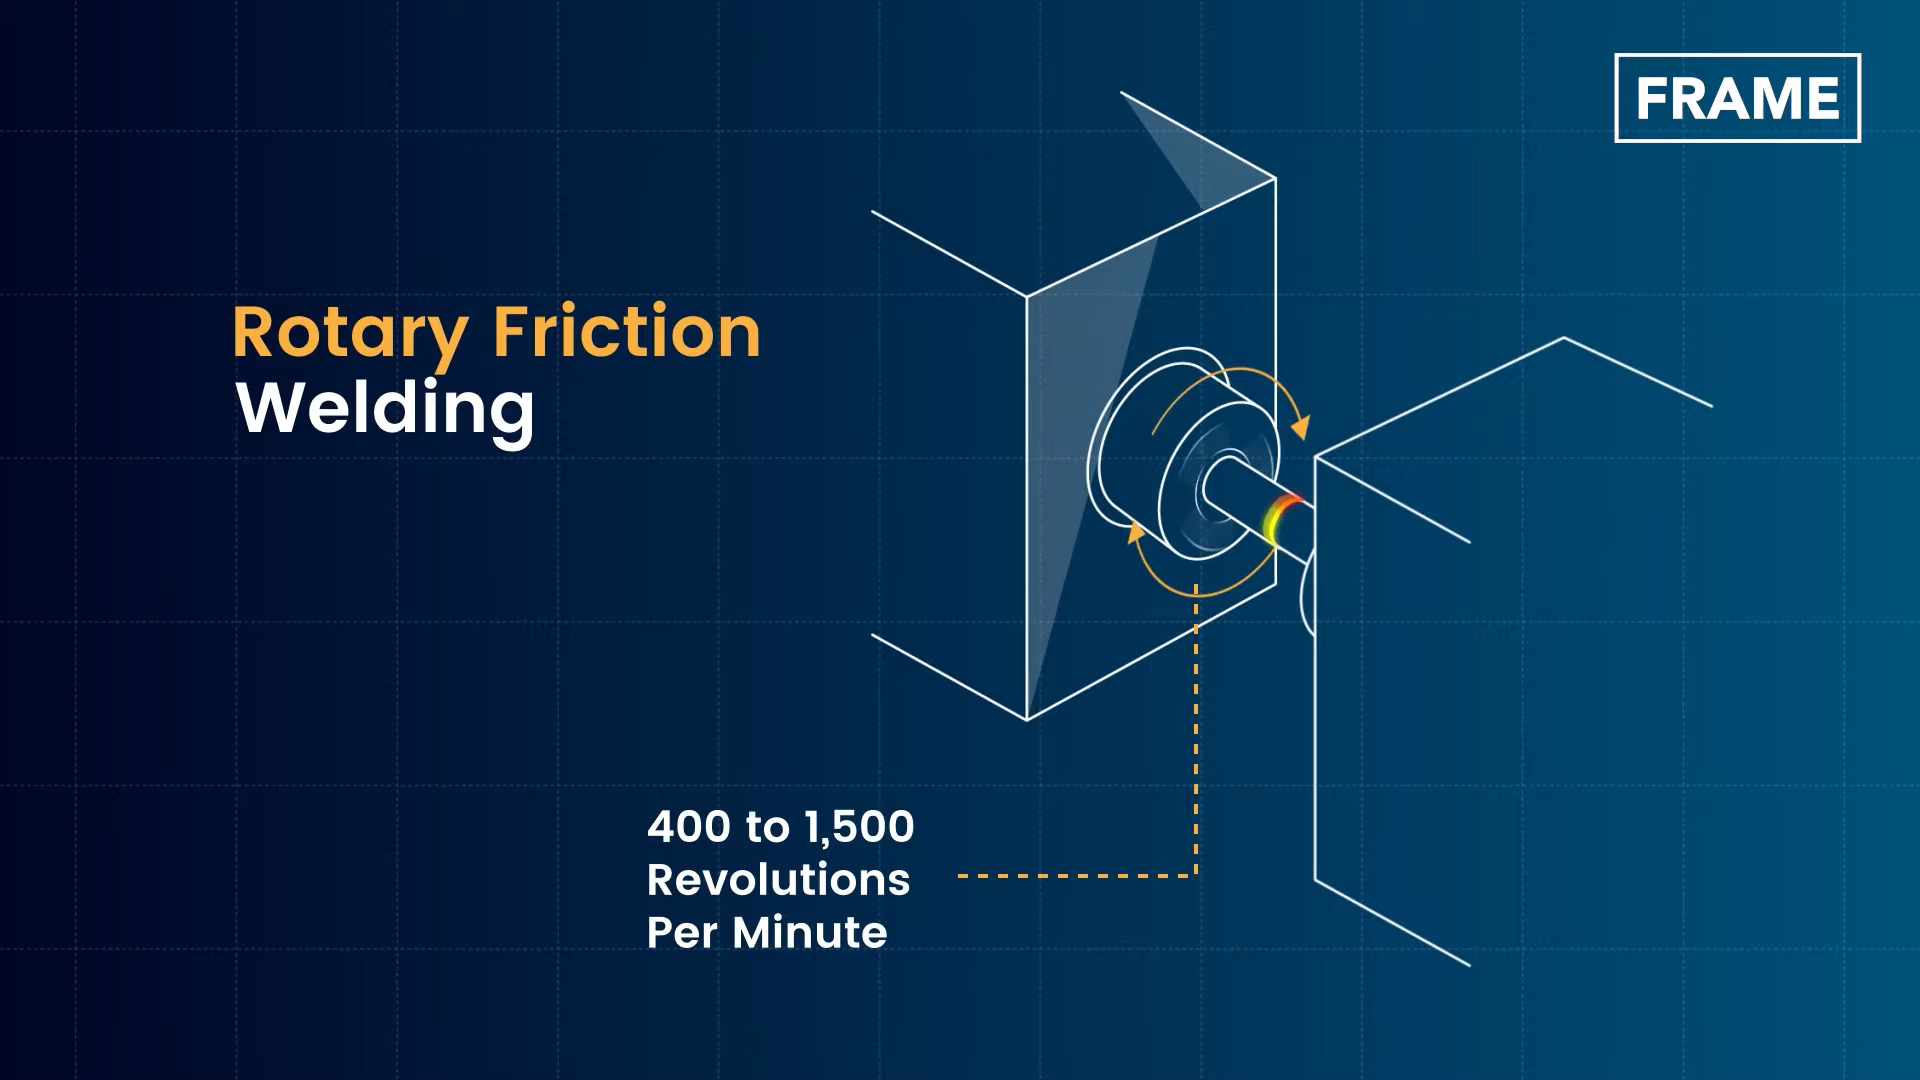 FRAME
Rotary Friction
Welding
400 to 1,500
Revolutions
Per Minute